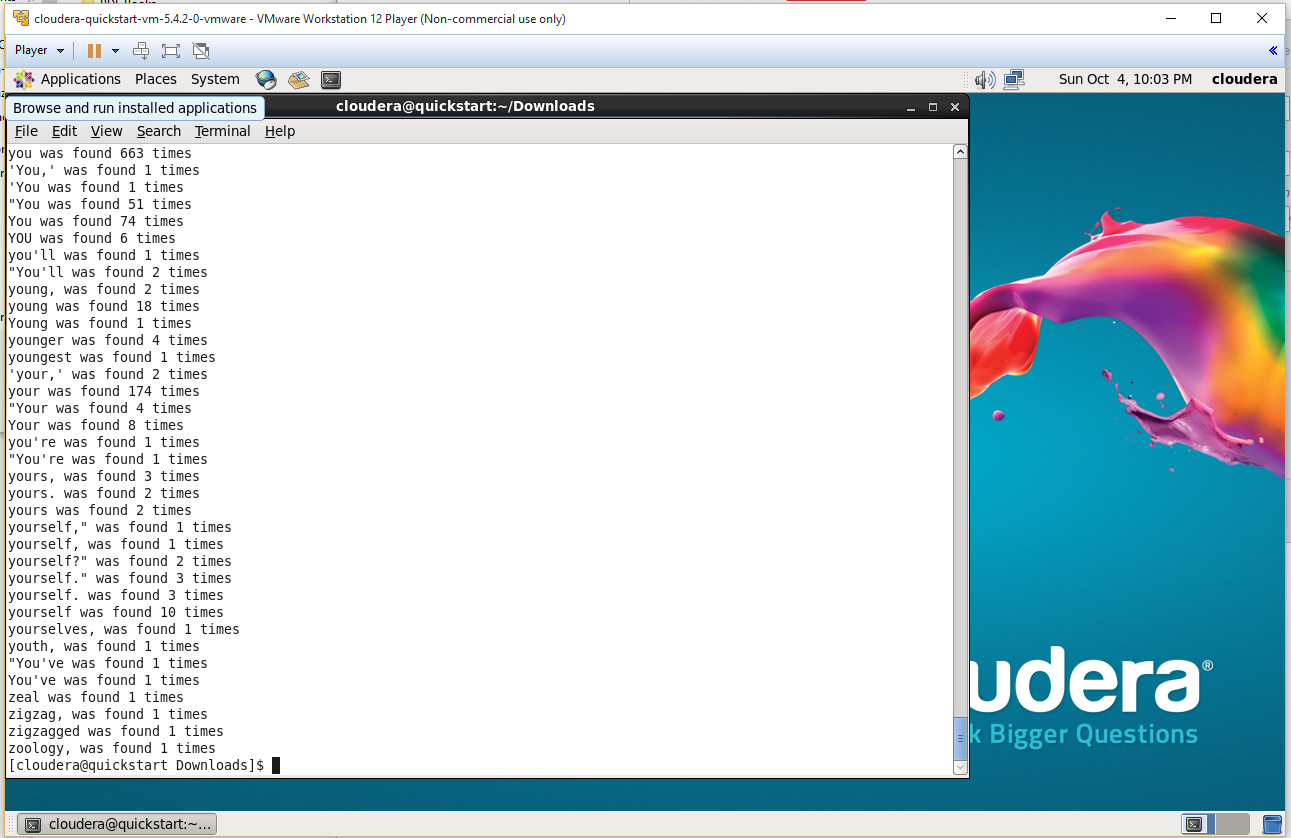 cloudera-quickstart-vm-5.4.2-0-vmware - VMware Workstation 12 Player (Non-commercial use only)
Player
Applications Places System Sun Oct 4, 10:03 PM cloudera
Browse and run installed applications
cloudera@quickstart:~/Downloads
File Edit View Search Terminal Help
you was found 663 times
'You,' was found 1 times
'You was found 1 times
"You was found 51 times
You was found 74 times
YOU was found 6 times
you'll was found 1 times
"You'll was found 2 times
young, was found 2 times
young was found 18 times
Young was found 1 times
younger was found 4 times
youngest was found 1 times
'your,' was found 2 times
your was found 174 times
"Your was found 4 times
Your was found 8 times
you're was found 1 times
"You're was found 1 times
yours, was found 3 times
yours. was found 2 times
yours was found 2 times
yourself," was found 1 times
yourself, was found 1 times
yourself?" was found 2 times
yourself." was found 3 times
yourself. was found 3 times
yourself was found 10 times
yourselves, was found 1 times
youth, was found 1 times
"You've was found 1 times
You've was found 1 times
zeal was found 1 times
zigzag, was found 1 times
zigzagged was found 1 times
zoology, was found 1 times
[cloudera@quickstart Downloads]$
udera®
k Bigger Questions
cloudera@quickstart:~...